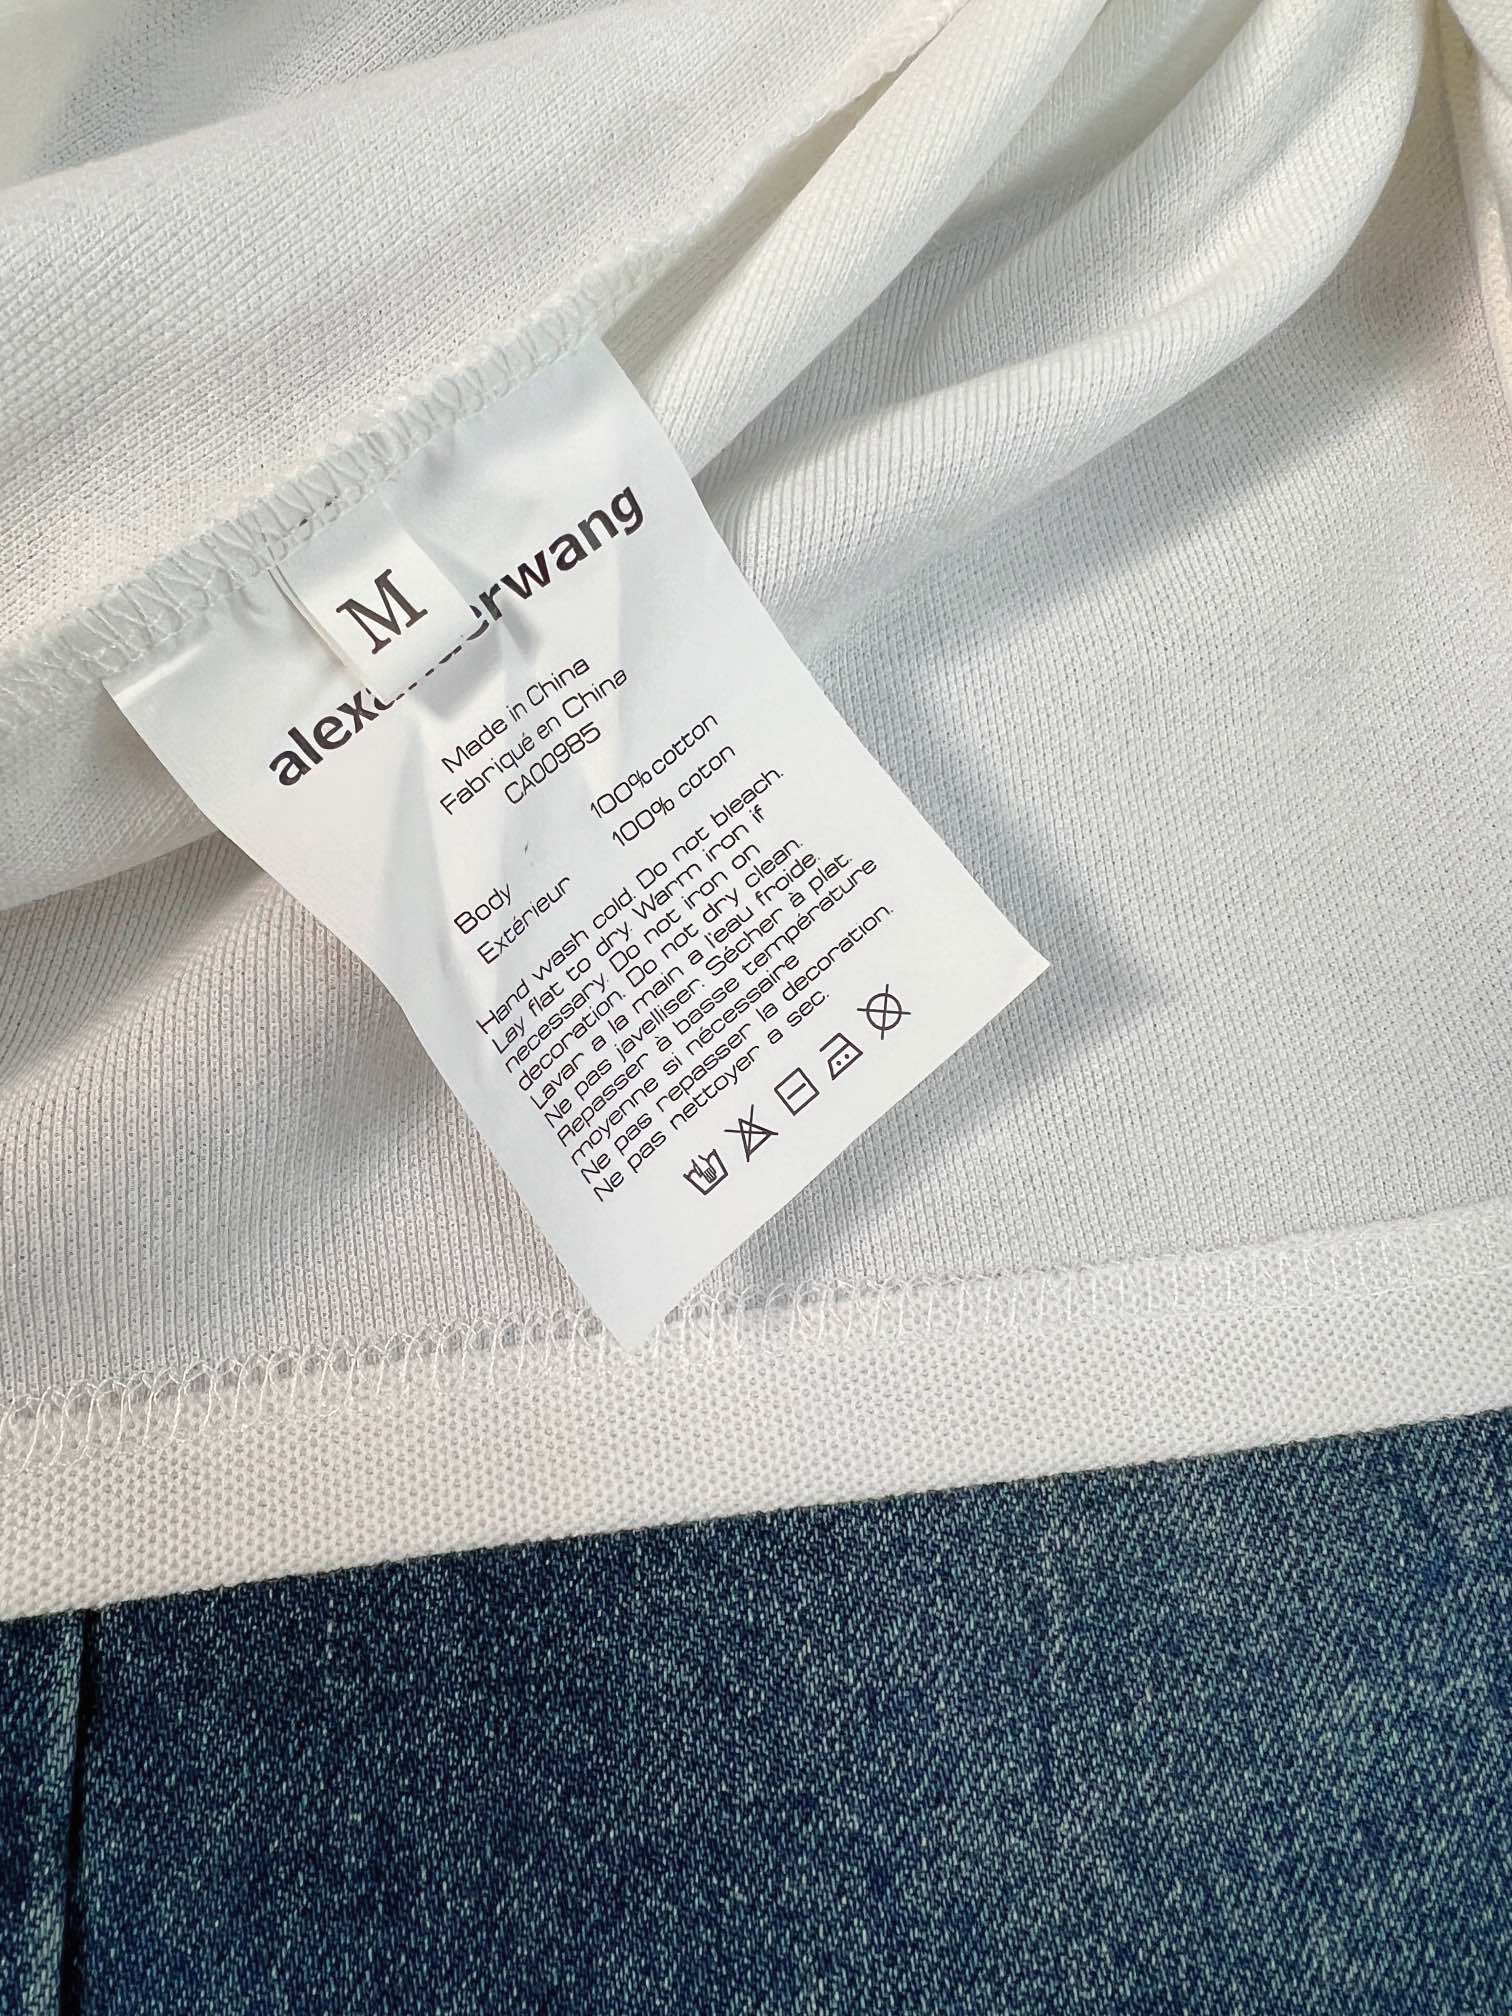 M
alexanderwang
Made in China
Fabriqué en China
CA00985
Body 100% cotton
Extérieur 100% coton
Hand wash cold. Do not bleach.
Lay flat to dry. Warm iron if
necessary. Do not iron on
decoration. Do not dry clean.
Lavar a la main a l'eau froide.
Ne pas javelliser. Sécher à plat.
Repasser à basse température
moyenne si nécessaire
Ne pas repasser la decoration.
Ne pas nettoyer a sec.